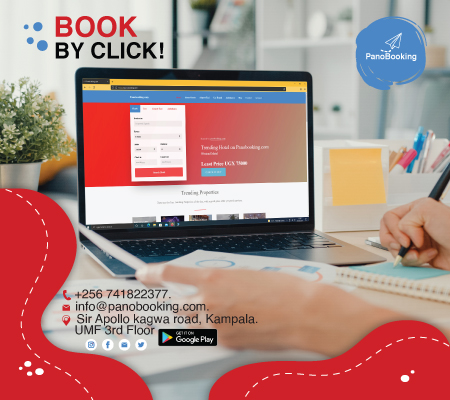 BOOK
BY CLICK!
PanoBooking
Trending Hotel on Panobooking.com
Least Price UGX 75000
Trending Properties
+256 741822377.
info@panobooking.com.
Sir Apollo kagwa road, Kampala.
UMF 3rd Floor
GET IT ON
Google Play